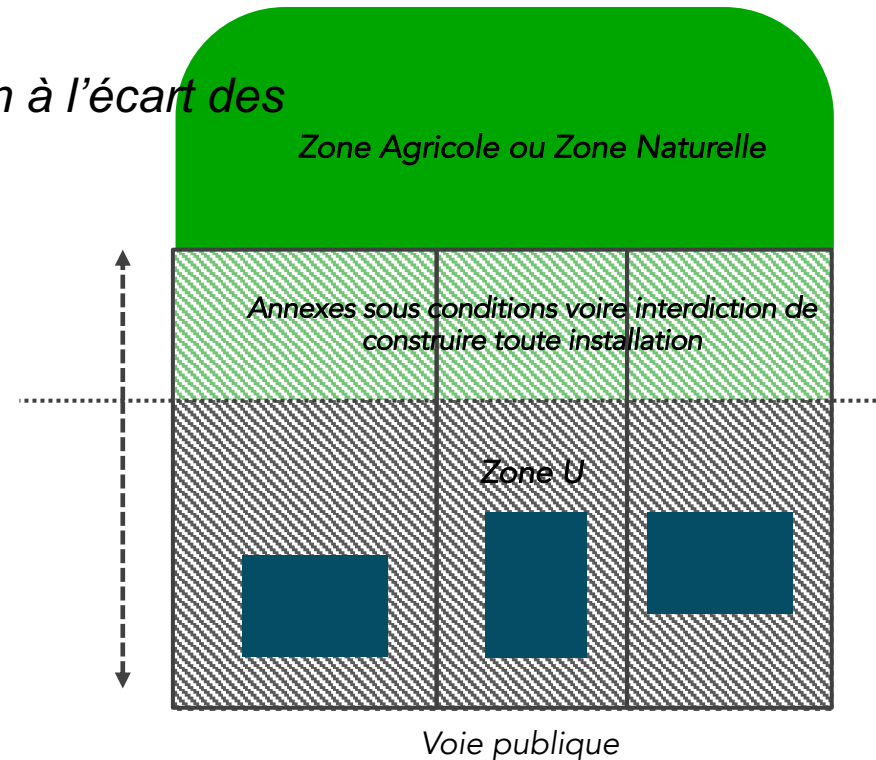 à l’écart des
Zone Agricole ou Zone Naturelle
Annexes sous conditions voire interdiction de
construire toute installation
Zone U
Voie publique